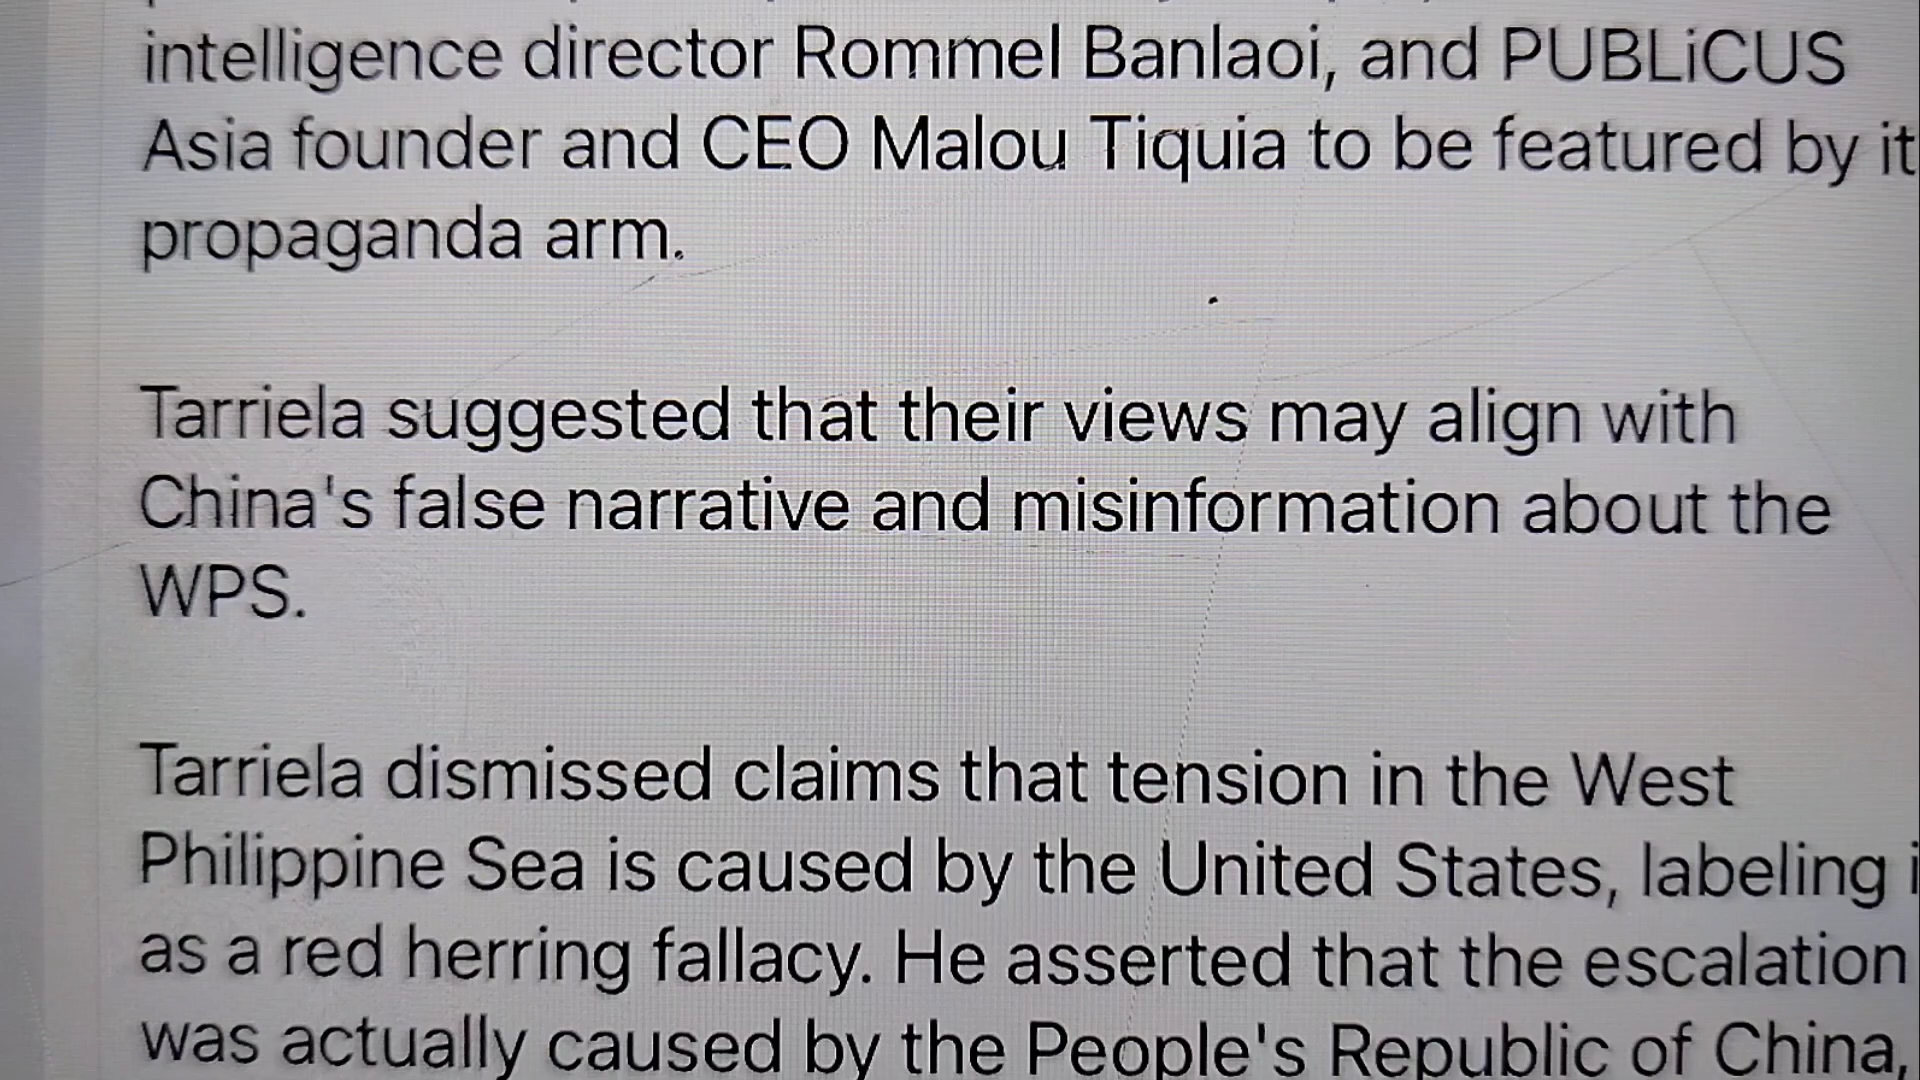 intelligence director Rommel Banlaoi, and PUBLiCUS
Asia founder and CEO Malou Tiquia to be featured by it
propaganda arm.
Tarriela suggested that their views may align with
China's false narrative and misinformation about the
WPS.
Tarriela dismissed claims that tension in the West
Philippine Sea is caused by the United States, labeling i
as a red herring fallacy. He asserted that the escalation
was actually caused by the People's Republic of China,